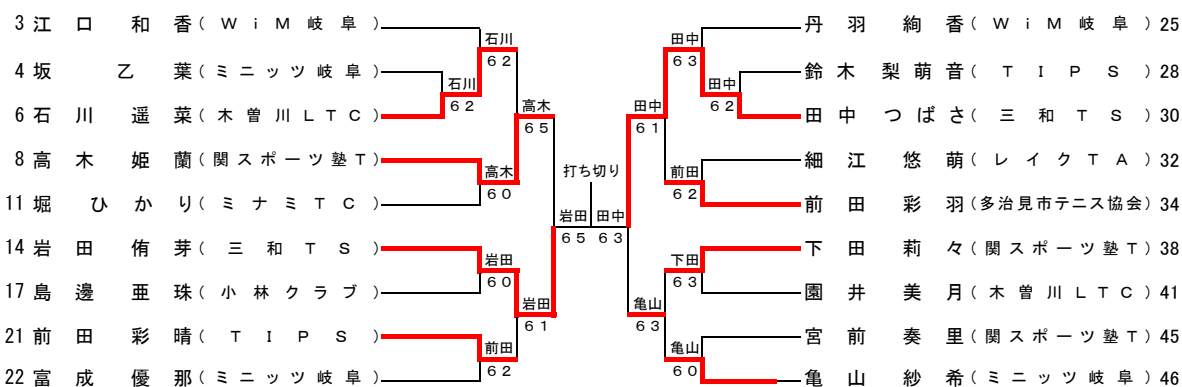 3 江口 和香(WiM岐阜)
4 坂 乙葉(ミニッツ岐阜)
6 石川 遥菜(木曽川LTC)
8 高木 姫蘭(関スポーツ塾T)
11 堀 ひかり(ミナミTC)
14 岩田 侑芽(三和TS)
17 島邊 亜珠(小林クラブ)
21 前田 彩晴(TIPS)
22 富成 優那(ミニッツ岐阜)
石川
62
石川
62
高木
65
高木
60
岩田
60
岩田
61
前田
62
打ち切り
岩田 田中
65 63
田中
63
田中
62
田中
61
前田
62
下田
63
亀山
63
亀山
60
丹羽 絢香(WiM岐阜) 25
鈴木 梨萌音(TIPS) 28
田中 つばさ(三和TS) 30
細江 悠萌(レイクTA) 32
前田 彩羽(多治見市テニス協会) 34
下田 莉々(関スポーツ塾T) 38
園井 美月(木曽川LTC) 41
宮前 奏里(関スポーツ塾T) 45
亀山 紗希(ミニッツ岐阜) 46